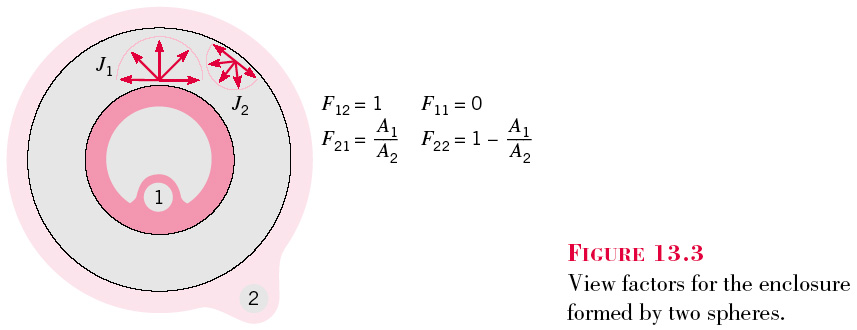 J₁
J₂
F₁₂ = 1 F₁₁ = 0
F₂₁ = A₁/A₂ F₂₂ = 1 − A₁/A₂
1
2
FIGURE 13.3
View factors for the enclosure
formed by two spheres.